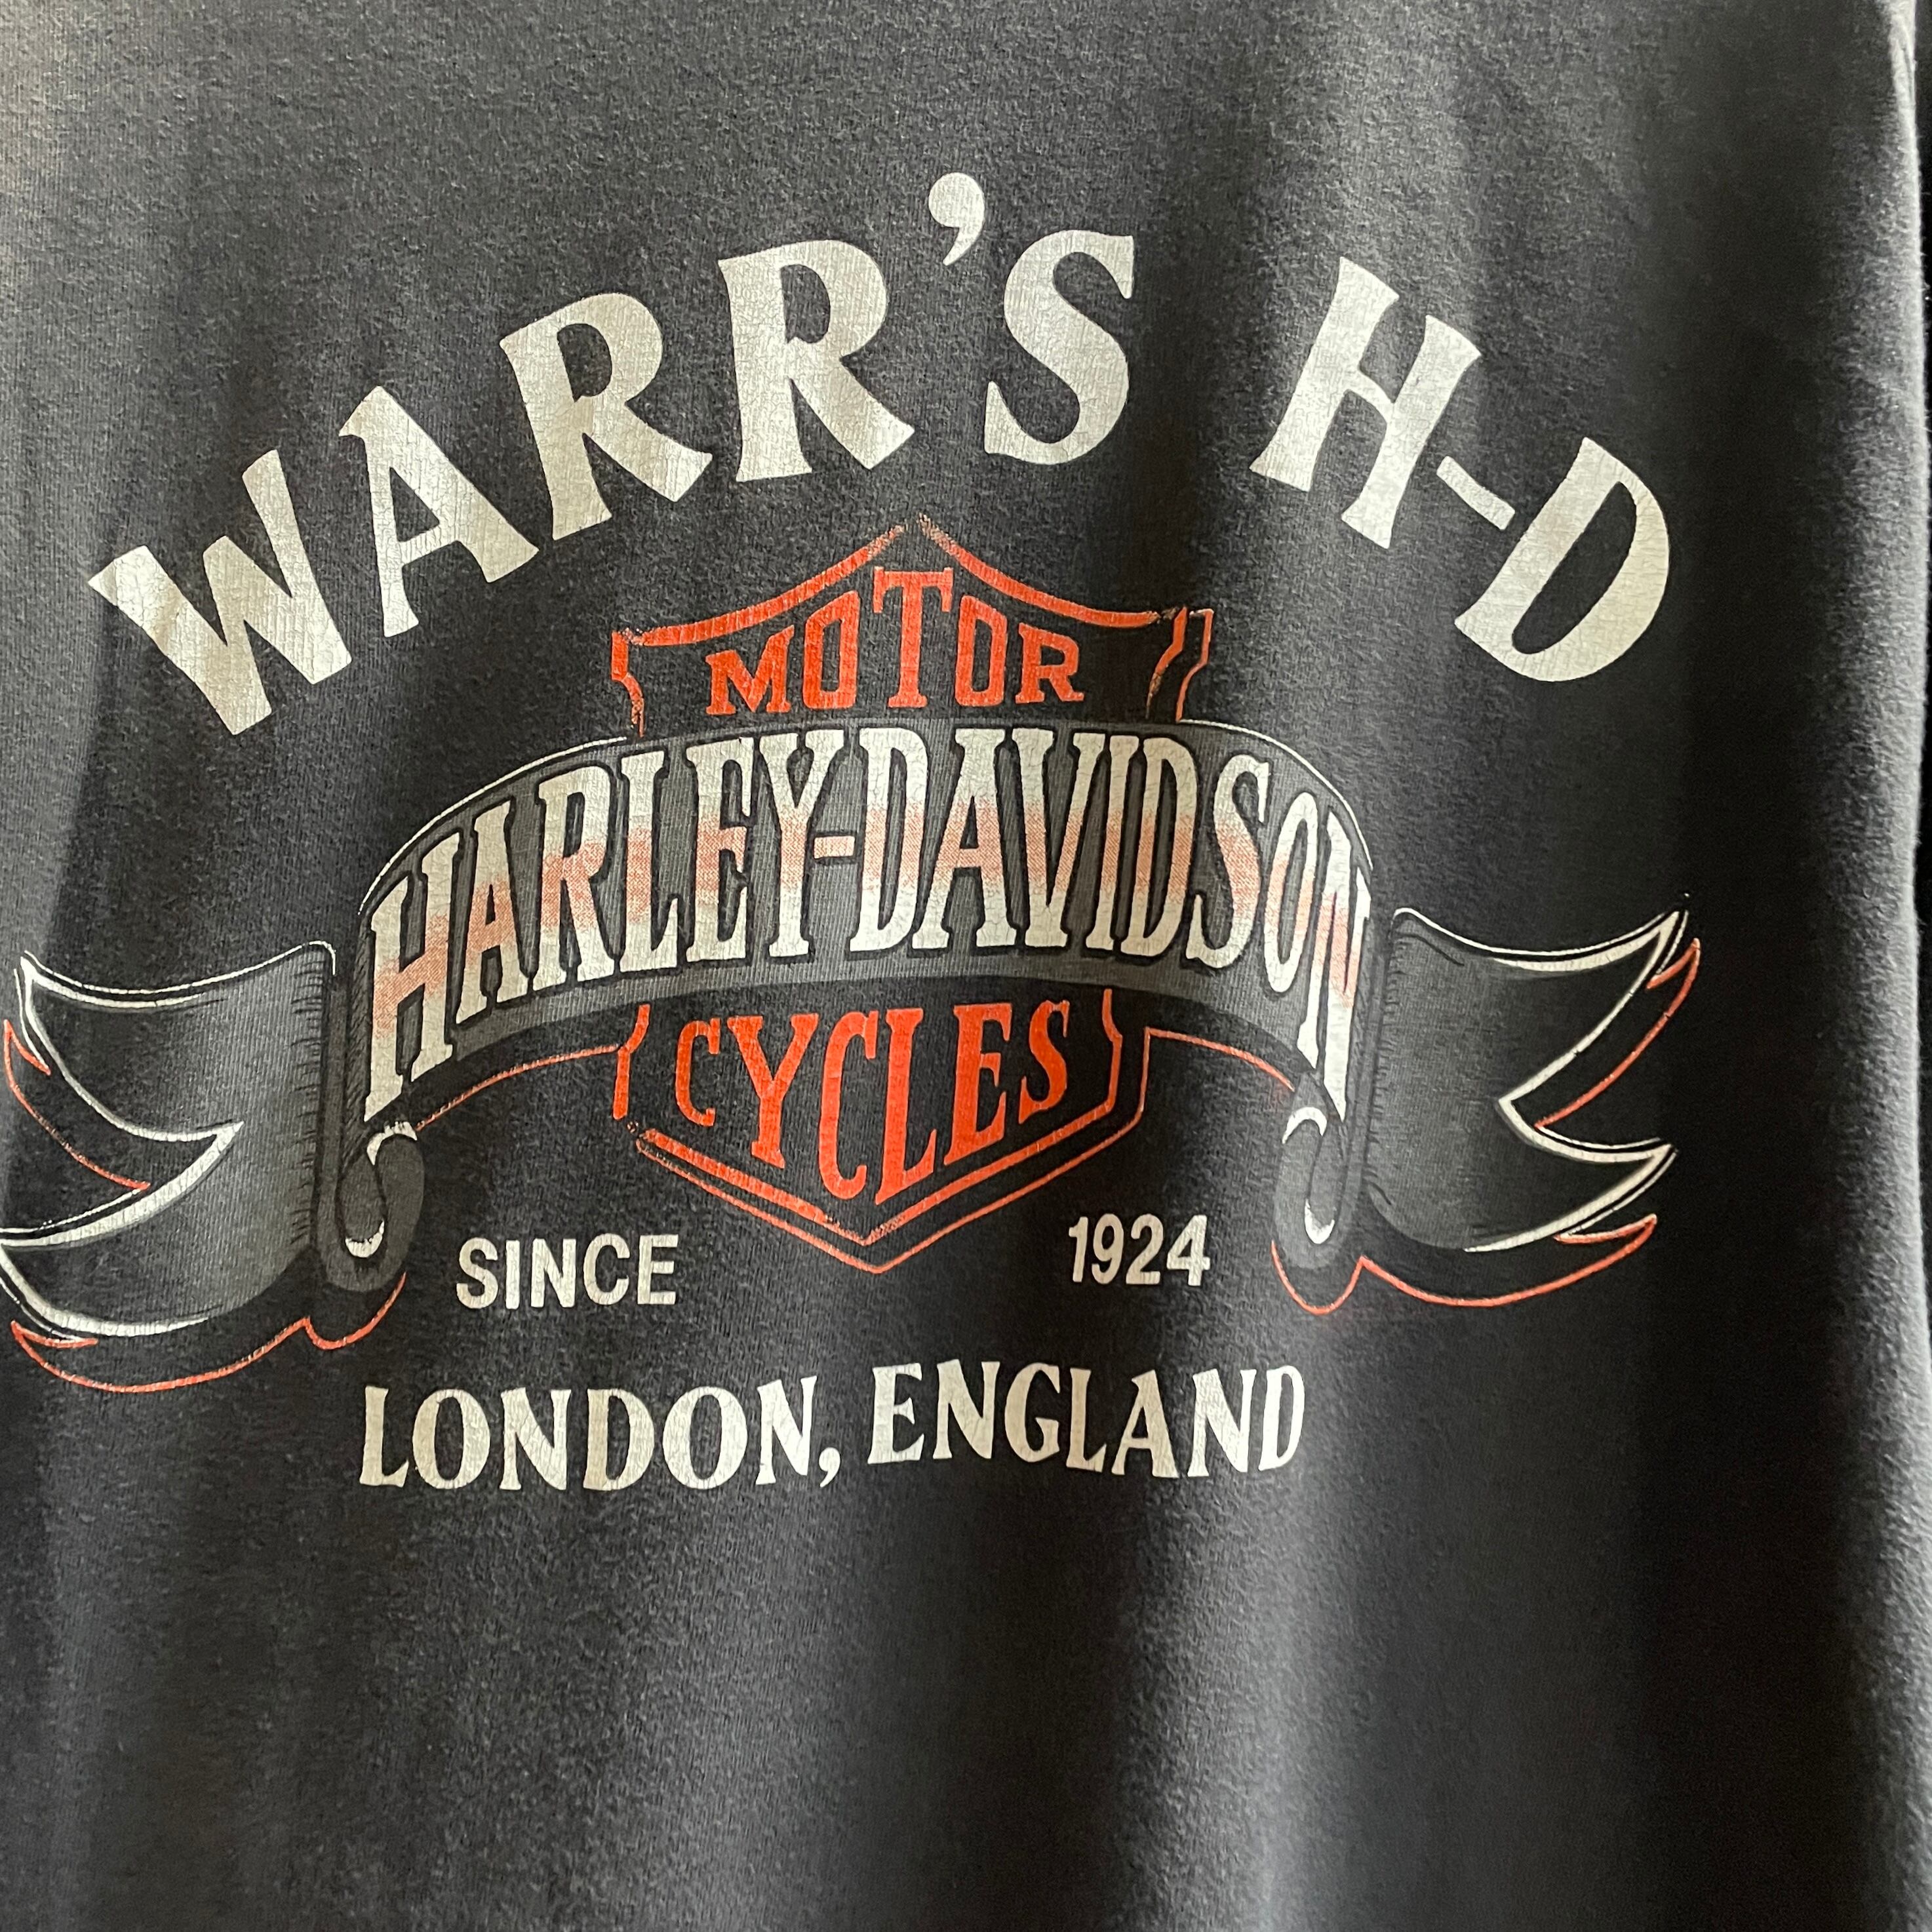 WARR'S H-D
MOTOR
HARLEY-DAVIDSON
CYCLES
SINCE 1924
LONDON, ENGLAND